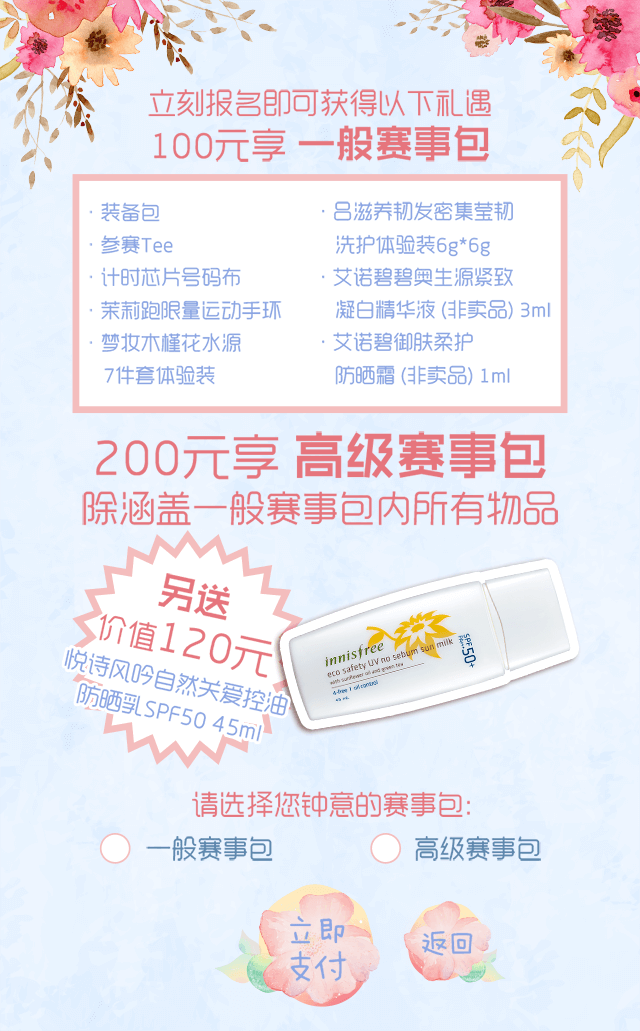 立刻报名即可获得以下礼遇
100元享 一般赛事包
· 装备包
· 参赛Tee
· 计时芯片号码布
· 茉莉跑限量运动手环
· 梦妆木槿花水源
7件套体验装
· 吕滋养韧发密集莹韧
洗护体验装6g*6g
· 艾诺碧碧奥生源紧致
凝白精华液 (非卖品) 3ml
· 艾诺碧御肤柔护
防晒霜 (非卖品) 1ml
200元享 高级赛事包
除涵盖一般赛事包内所有物品
另送
价值120元
悦诗风吟自然关爱控油
防晒乳SPF50 45ml
innisfree
eco safety UV no sebum sun milk
with sunflower oil and green tea
SPF 50+
请选择您钟意的赛事包:
一般赛事包
高级赛事包
立即
支付
返回